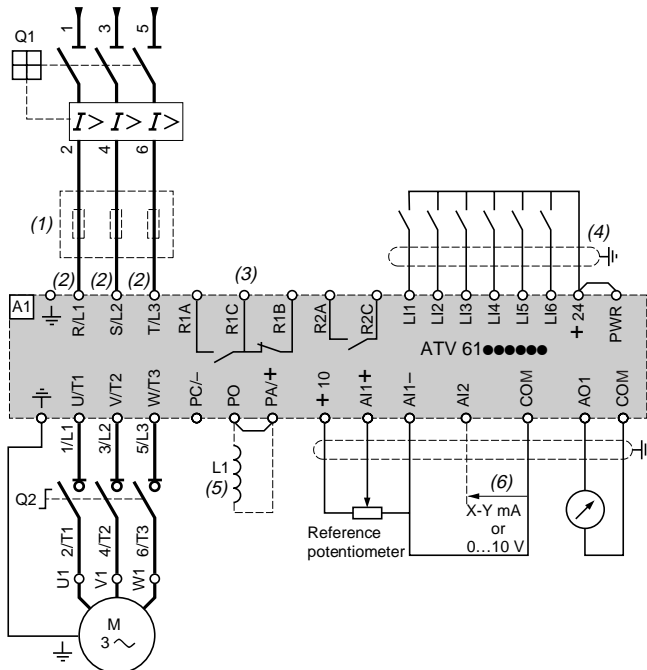 1 3 5
Q1
I> I> I>
2 4 6
(1)
(2) (2) (2) (3) (4)
A1
R/L1 S/L2 T/L3 R1A R1C R1B R2A R2C LI1 LI2 LI3 LI4 LI5 LI6 + 24 PWR
ATV 61●●●●●●
U/T1 V/T2 W/T3 PC/– PO PA/+ + 10 AI1+ AI1– AI2 COM AO1 COM
1/L1 3/L2 5/L3
L1
(5)
(6)
Q2
X-Y mA
or
0...10 V
Reference
potentiometer
2/T1 4/T2 6/T3
U1 V1 W1
M
3 ~